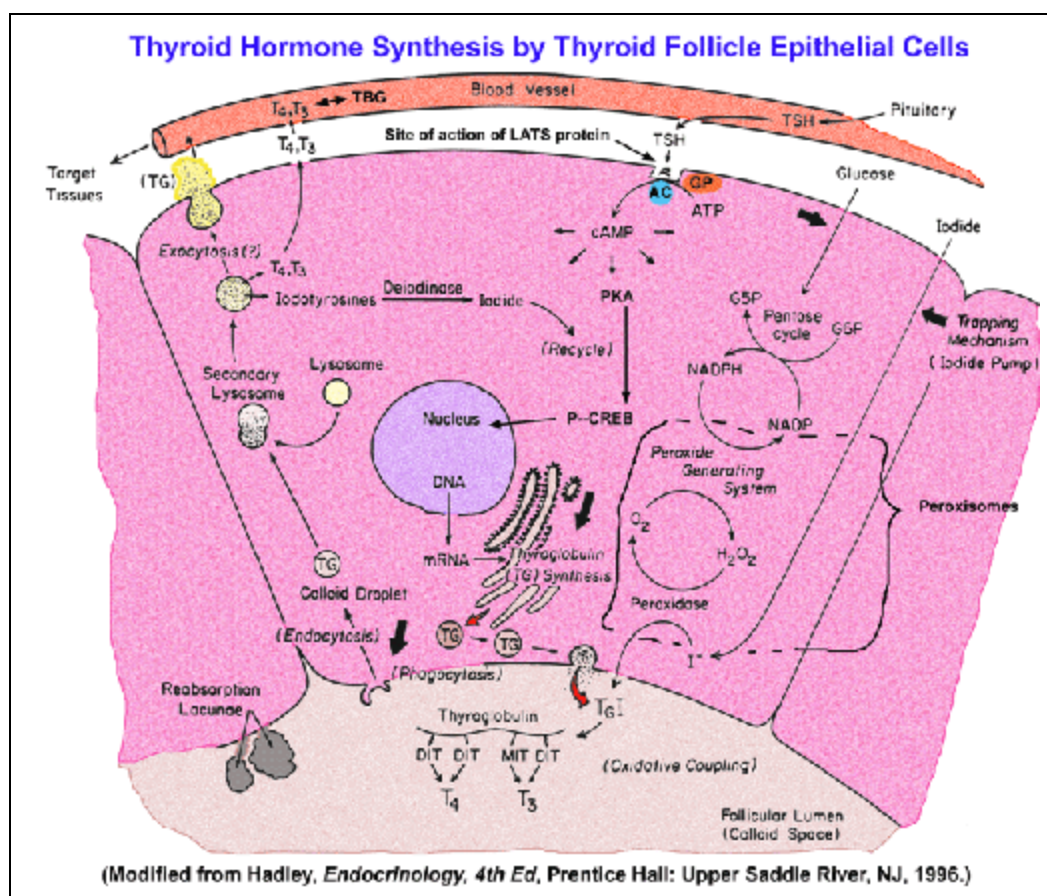 Thyroid Hormone Synthesis by Thyroid Follicle Epithelial Cells
Blood Vessel
T4,T3 TBG
TSH
Pituitary
T4,T3
Site of action of LATS protein
TSH
Target
Tissues
(TG)
Glucose
AC
GP
ATP
Iodide
Exocytosis(?)
cAMP
T4,T3
Iodotyrosines
Deiodinase
Iodide
PKA
G5P
Pentose
cycle
G6P
Trapping
Mechanism
(Iodide Pump)
(Recycle)
Secondary
Lysosome
Lysosome
NADPH
Nucleus
P-CREB
NADP
Peroxide
Generating
System
DNA
Peroxisomes
O2
H2O2
mRNA
Thyroglobulin
(TG) Synthesis
TG
Colloid Droplet
Peroxidase
(Endocytosis)
TG
TG
I-
(Phagocytosis)
Reabsorption
Lacunae
TGI
Thyroglobulin
DIT DIT MIT DIT
(Oxidative Coupling)
T4 T3
Follicular Lumen
(Colloid Space)
(Modified from Hadley, Endocrinology, 4th Ed, Prentice Hall: Upper Saddle River, NJ, 1996.)